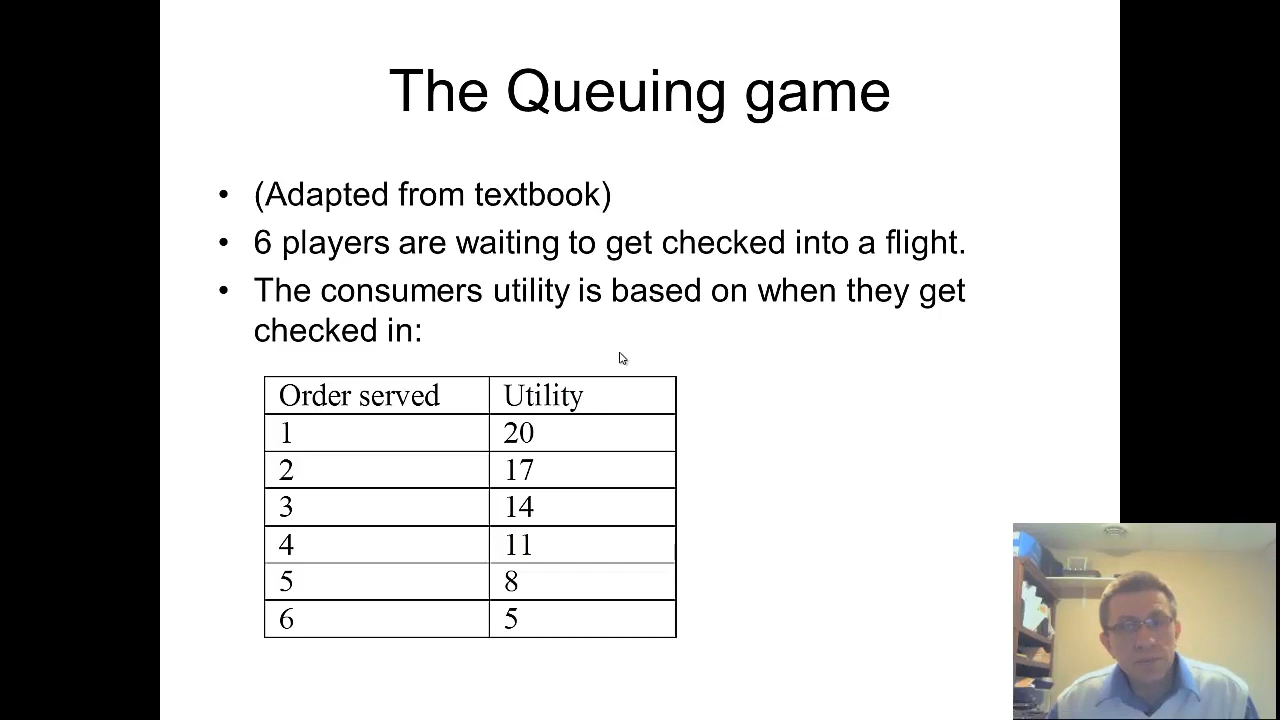 The Queuing game
• (Adapted from textbook)
• 6 players are waiting to get checked into a flight.
• The consumers utility is based on when they get
checked in:
Order served Utility
1 20
2 17
3 14
4 11
5 8
6 5